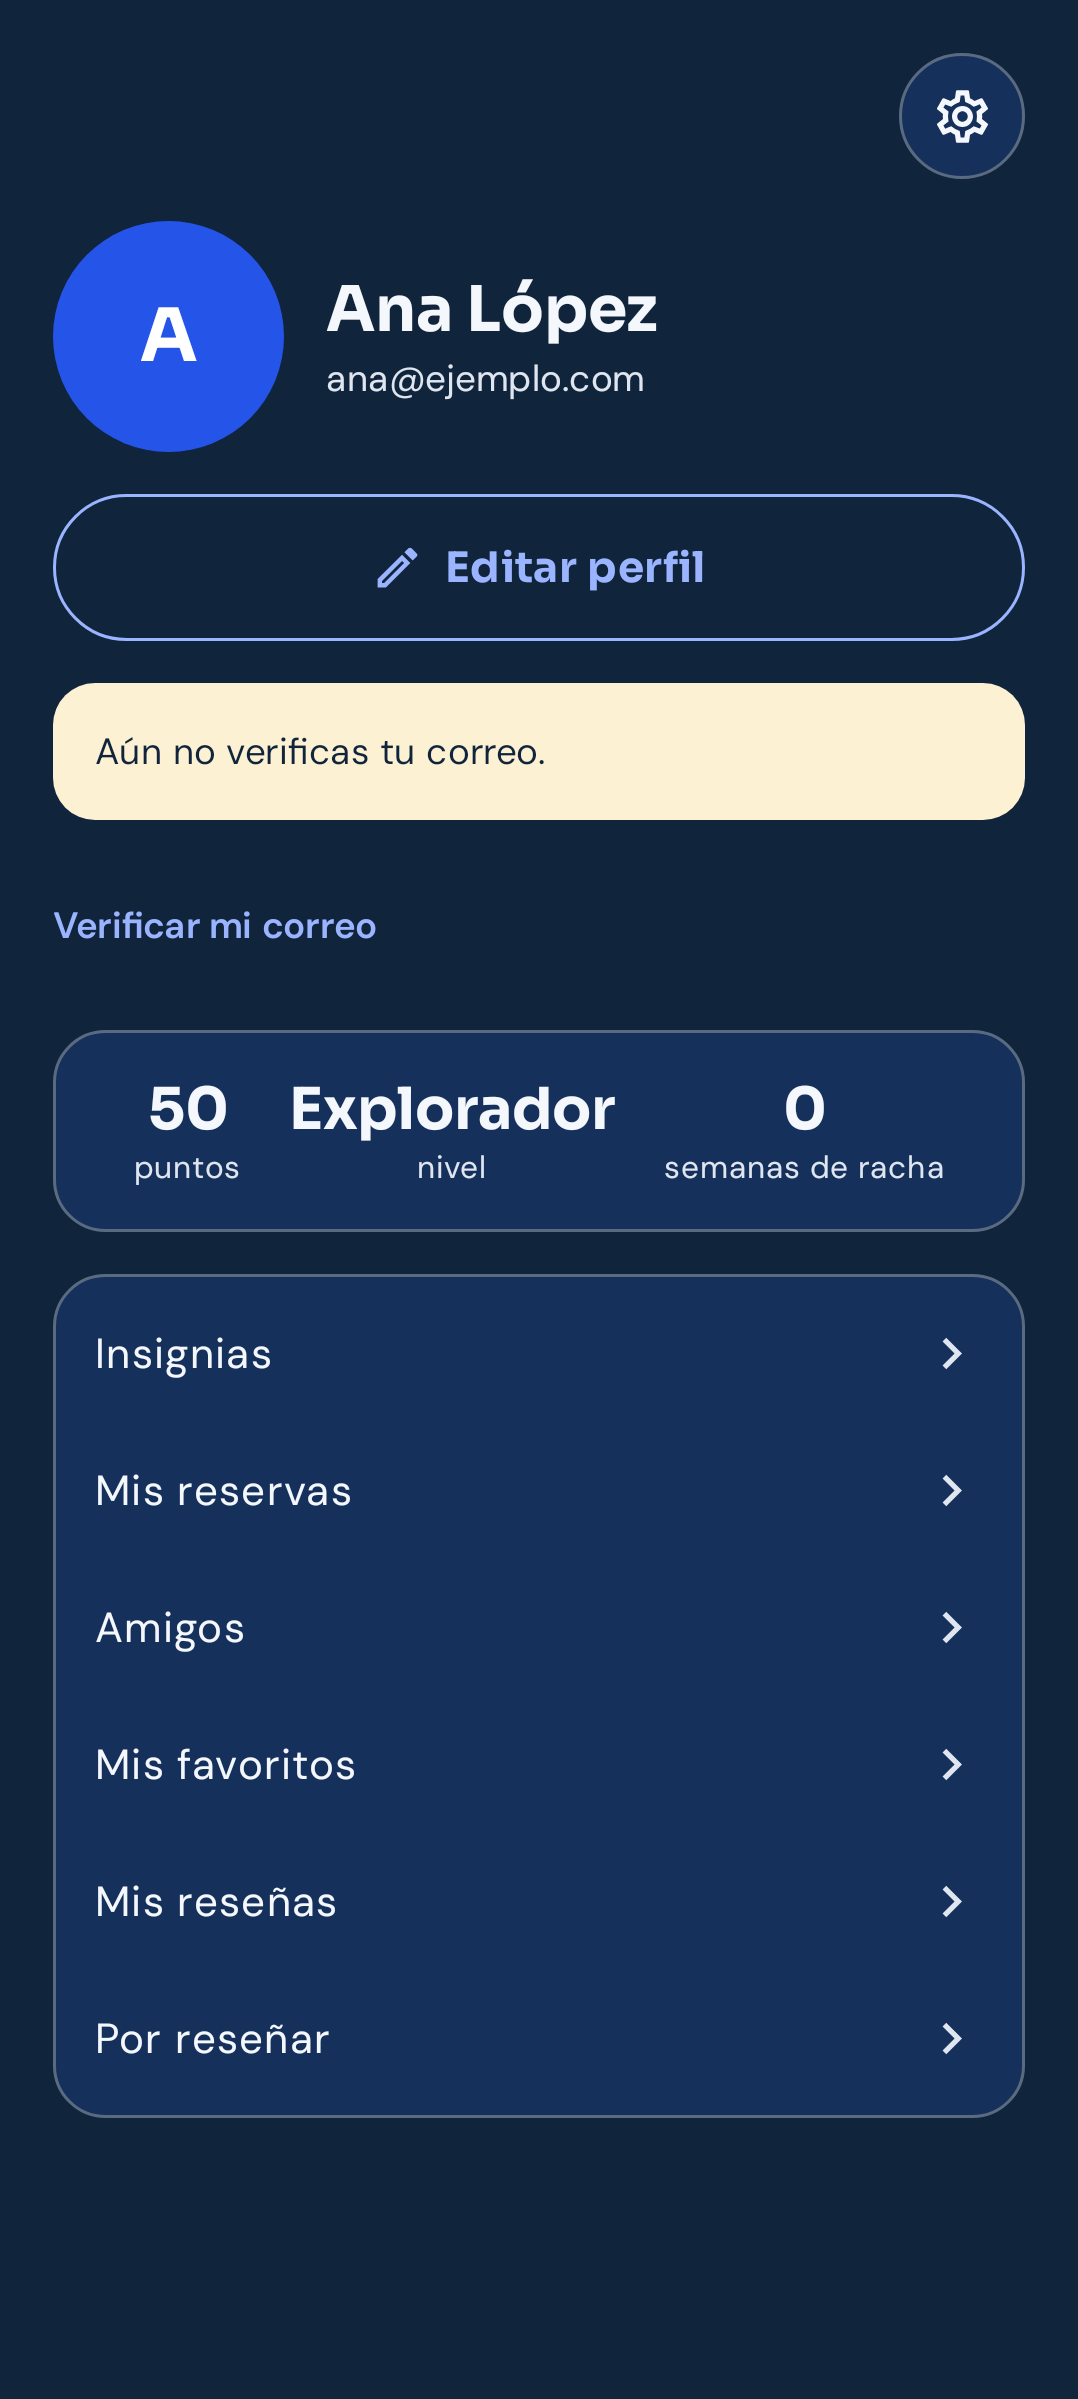 A
Ana López
ana@ejemplo.com
Editar perfil
Aún no verificas tu correo.
Verificar mi correo
50 Explorador 0
puntos nivel semanas de racha
Insignias
Mis reservas
Amigos
Mis favoritos
Mis reseñas
Por reseñar